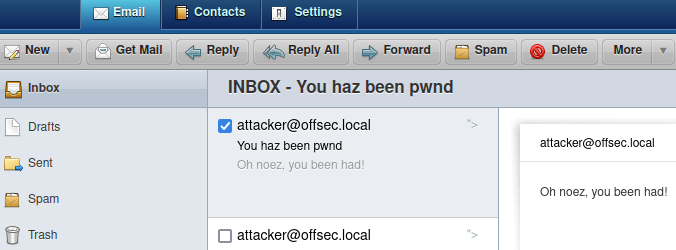 Email Contacts Settings
New Get Mail Reply Reply All Forward Spam Delete More
Inbox
Drafts
Sent
Spam
Trash
INBOX - You haz been pwnd
attacker@offsec.local ">
You haz been pwnd
Oh noez, you been had!
attacker@offsec.local ">
attacker@offsec.local
Oh noez, you been had!